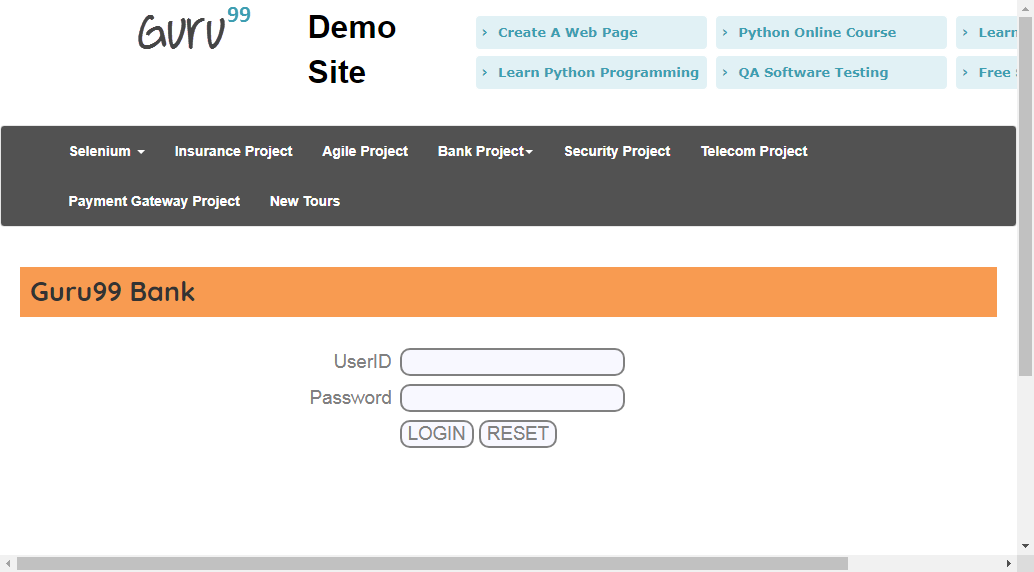 Guru99
Demo
Site
› Create A Web Page
› Python Online Course
› Learn
› Learn Python Programming
› QA Software Testing
› Free
Selenium
Insurance Project
Agile Project
Bank Project
Security Project
Telecom Project
Payment Gateway Project
New Tours
Guru99 Bank
UserID
Password
LOGIN
RESET